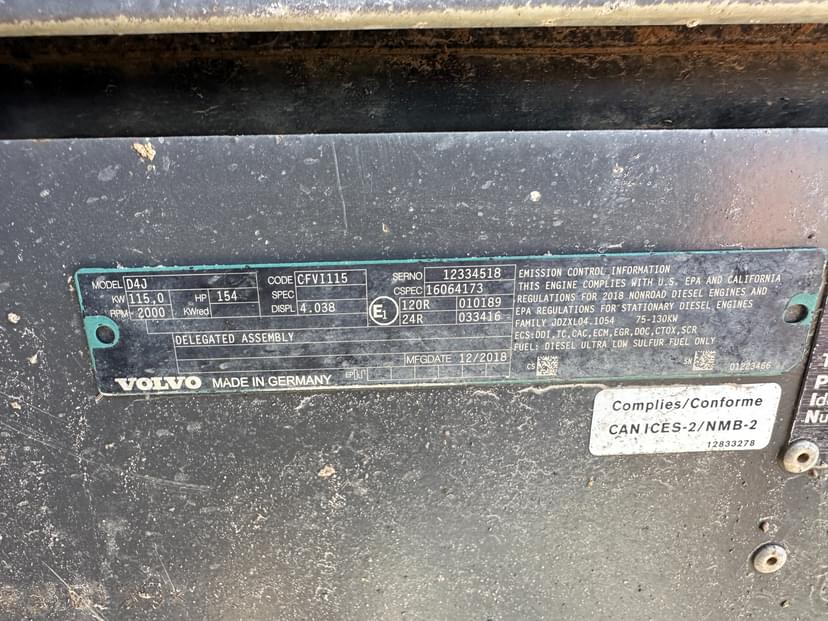 MODEL D4J
KW 115,0 HP 154
RPM 2000 KWred
CODE CFVI115
SPEC
DISPL 4.038
SERNO 12334518
CSPEC 16064173
E1 120R 010189
24R 033416
DELEGATED ASSEMBLY
MFGDATE 12/2018
VOLVO MADE IN GERMANY
EMISSION CONTROL INFORMATION
THIS ENGINE COMPLIES WITH U.S. EPA AND CALIFORNIA
REGULATIONS FOR 2018 NONROAD DIESEL ENGINES AND
EPA REGULATIONS FOR STATIONARY DIESEL ENGINES
FAMILY JDZXL04.1054 75-130KW
ECS:DDI,TC,CAC,ECM,EGR,DOC,CTOX,SCR
FUEL: DIESEL ULTRA LOW SULFUR FUEL ONLY
CS SN 01223466
Complies/Conforme
CAN ICES-2/NMB-2
12833278